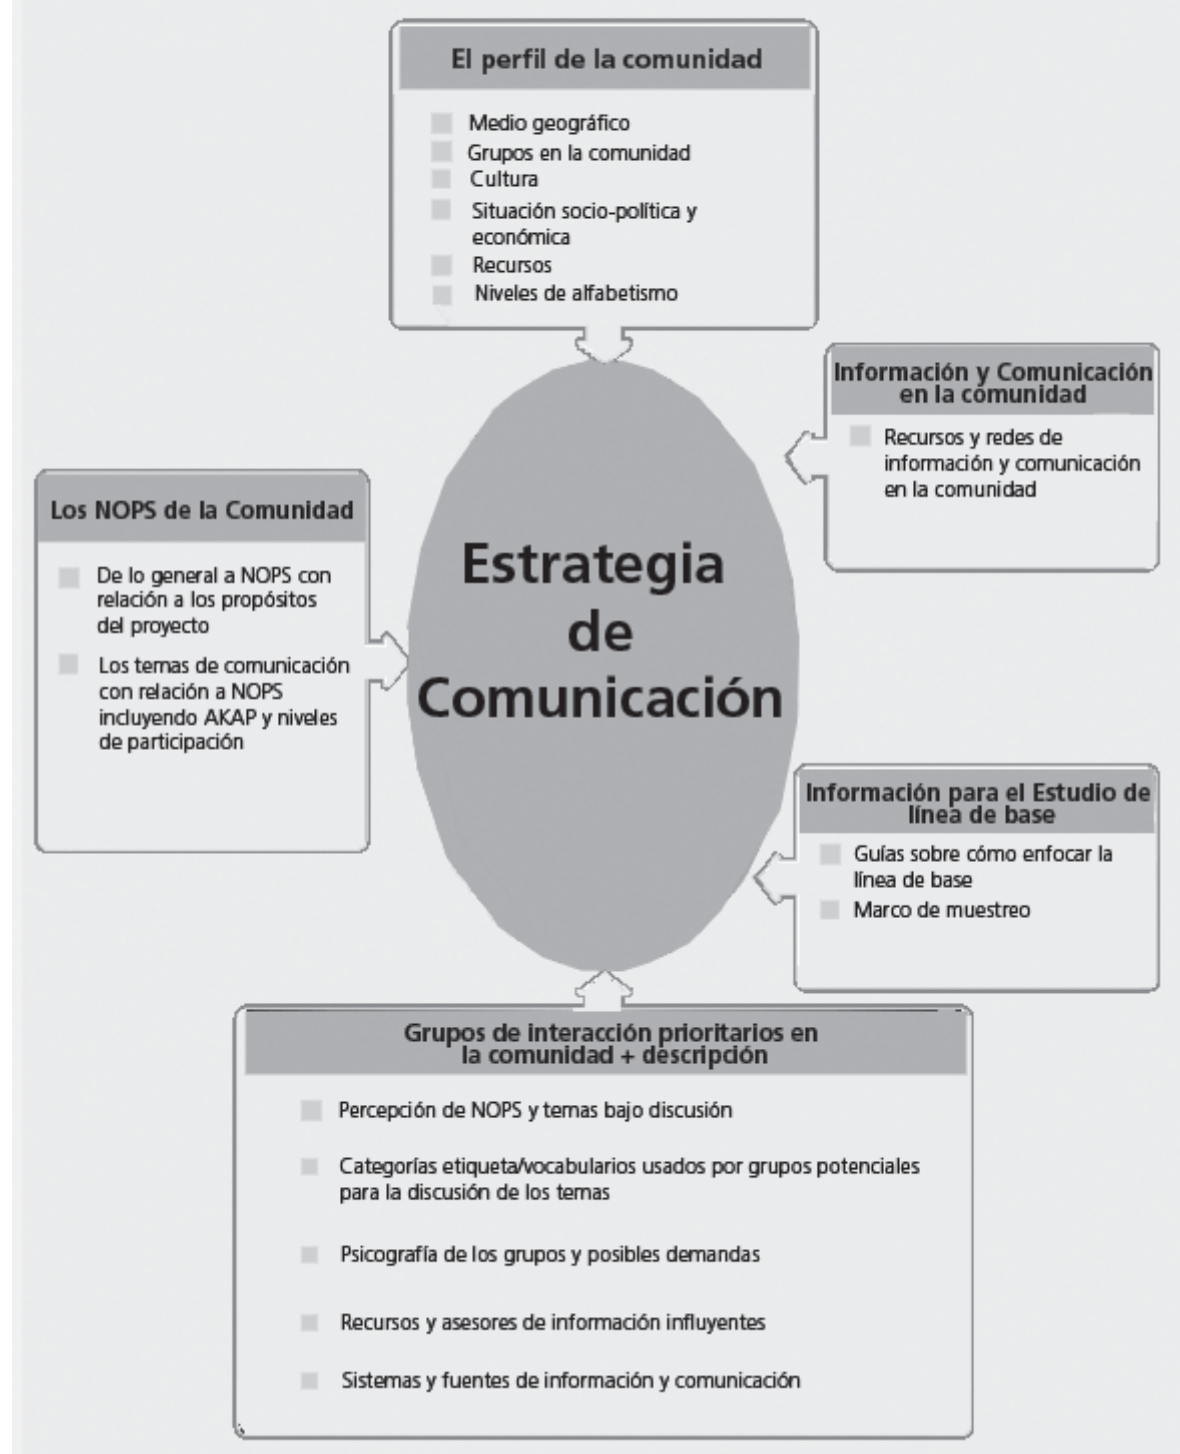 El perfil de la comunidad
Medio geográfico
Grupos en la comunidad
Cultura
Situación socio-política y
económica
Recursos
Niveles de alfabetismo
Información y Comunicación
en la comunidad
Recursos y redes de
información y comunicación
en la comunidad
Los NOPS de la Comunidad
De lo general a NOPS con
relación a los propósitos
del proyecto
Los temas de comunicación
con relación a NOPS
incluyendo AKAP y niveles
de participación
Estrategia
de
Comunicación
Información para el Estudio de
línea de base
Guías sobre cómo enfocar la
línea de base
Marco de muestreo
Grupos de interacción prioritarios en
la comunidad + descripción
Percepción de NOPS y temas bajo discusión
Categorías etiqueta/vocabularios usados por grupos potenciales
para la discusión de los temas
Psicografía de los grupos y posibles demandas
Recursos y asesores de información influyentes
Sistemas y fuentes de información y comunicación